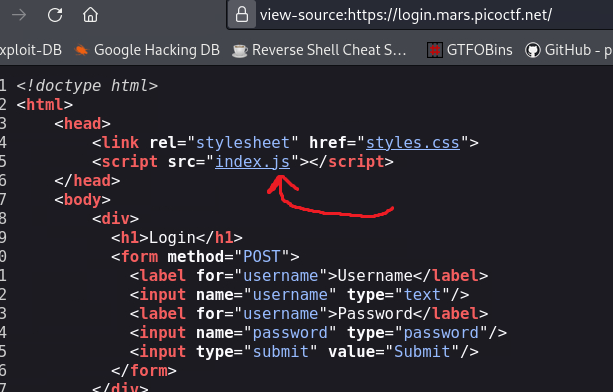 view-source:https://login.mars.picoctf.net/
xploit-DB Google Hacking DB Reverse Shell Cheat S… GTFOBins GitHub - p
1 <!doctype html>
2 <html>
3 <head>
4 <link rel="stylesheet" href="styles.css">
5 <script src="index.js"></script>
6 </head>
7 <body>
8 <div>
9 <h1>Login</h1>
0 <form method="POST">
1 <label for="username">Username</label>
2 <input name="username" type="text"/>
3 <label for="username">Password</label>
4 <input name="password" type="password"/>
5 <input type="submit" value="Submit"/>
6 </form>
7 </div>